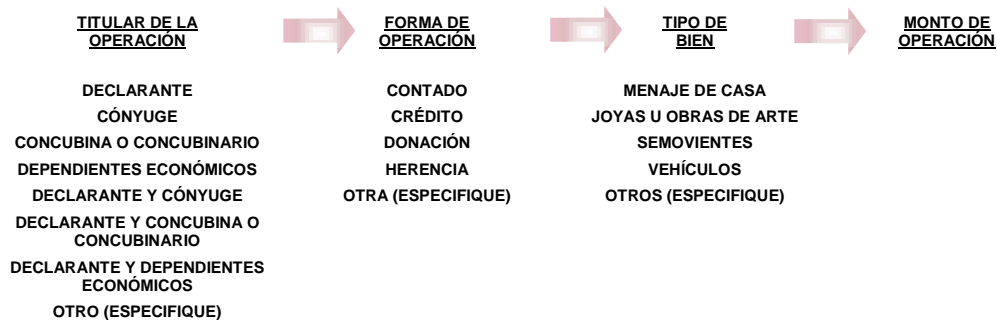 TITULAR DE LA
OPERACIÓN
FORMA DE
OPERACIÓN
TIPO DE
BIEN
MONTO DE
OPERACIÓN
DECLARANTE
CÓNYUGE
CONCUBINA O CONCUBINARIO
DEPENDIENTES ECONÓMICOS
DECLARANTE Y CÓNYUGE
DECLARANTE Y CONCUBINA O
CONCUBINARIO
DECLARANTE Y DEPENDIENTES
ECONÓMICOS
OTRO (ESPECIFIQUE)
CONTADO
CRÉDITO
DONACIÓN
HERENCIA
OTRA (ESPECIFIQUE)
MENAJE DE CASA
JOYAS U OBRAS DE ARTE
SEMOVIENTES
VEHÍCULOS
OTROS (ESPECIFIQUE)